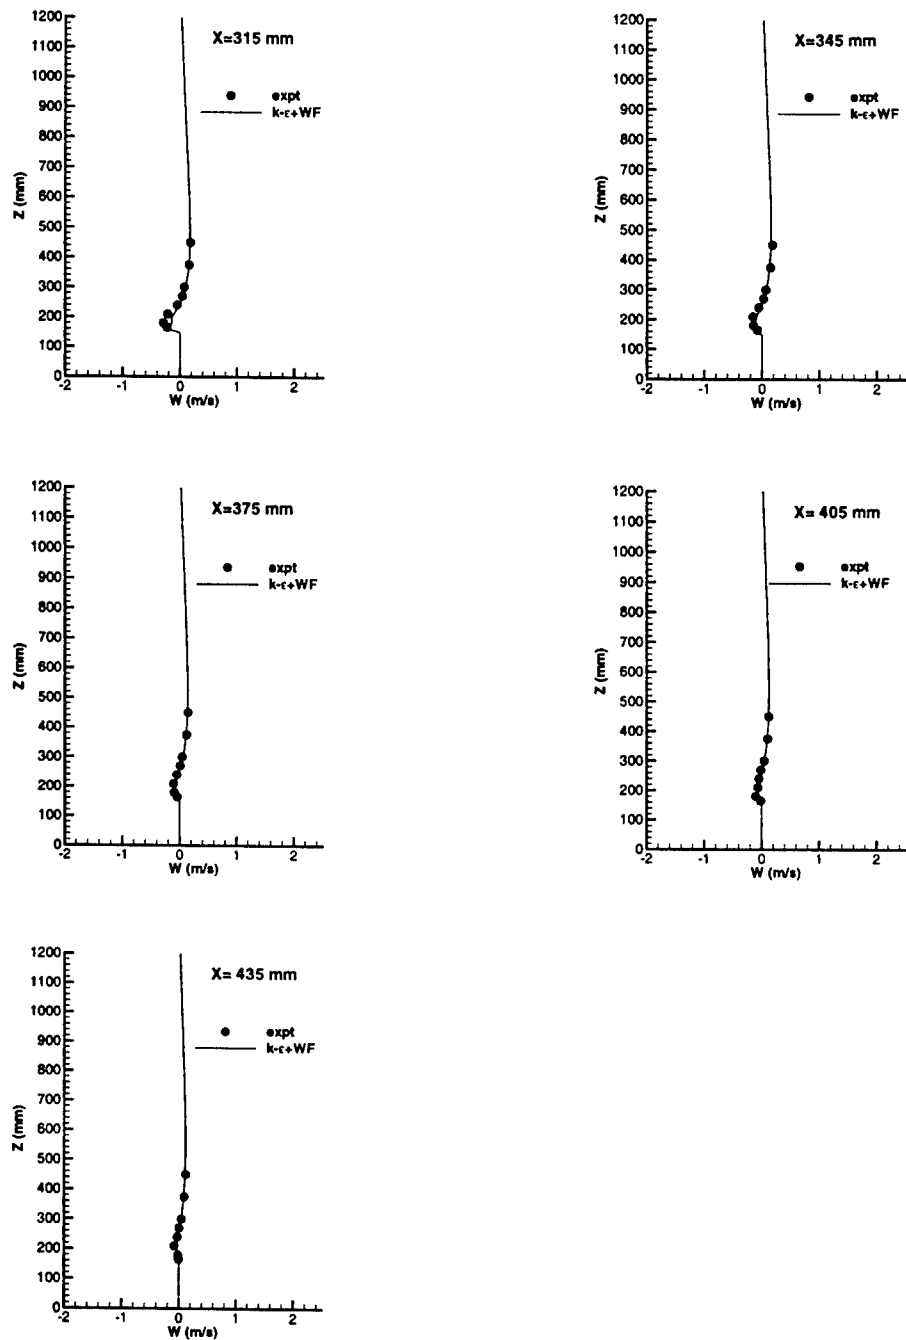 1200
1100
1000
900
800
700
600
500
400
300
200
100
0
Z (mm)
X=315 mm
expt
k-ε+WF
-2 -1 0 1 2
W (m/s)
1200
1100
1000
900
800
700
600
500
400
300
200
100
0
Z (mm)
X=345 mm
expt
k-ε+WF
-2 -1 0 1 2
W (m/s)
1200
1100
1000
900
800
700
600
500
400
300
200
100
0
Z (mm)
X=375 mm
expt
k-ε+WF
-2 -1 0 1 2
W (m/s)
1200
1100
1000
900
800
700
600
500
400
300
200
100
0
Z (mm)
X= 405 mm
expt
k-ε+WF
-2 -1 0 1 2
W (m/s)
1200
1100
1000
900
800
700
600
500
400
300
200
100
0
Z (mm)
X= 435 mm
expt
k-ε+WF
-2 -1 0 1 2
W (m/s)